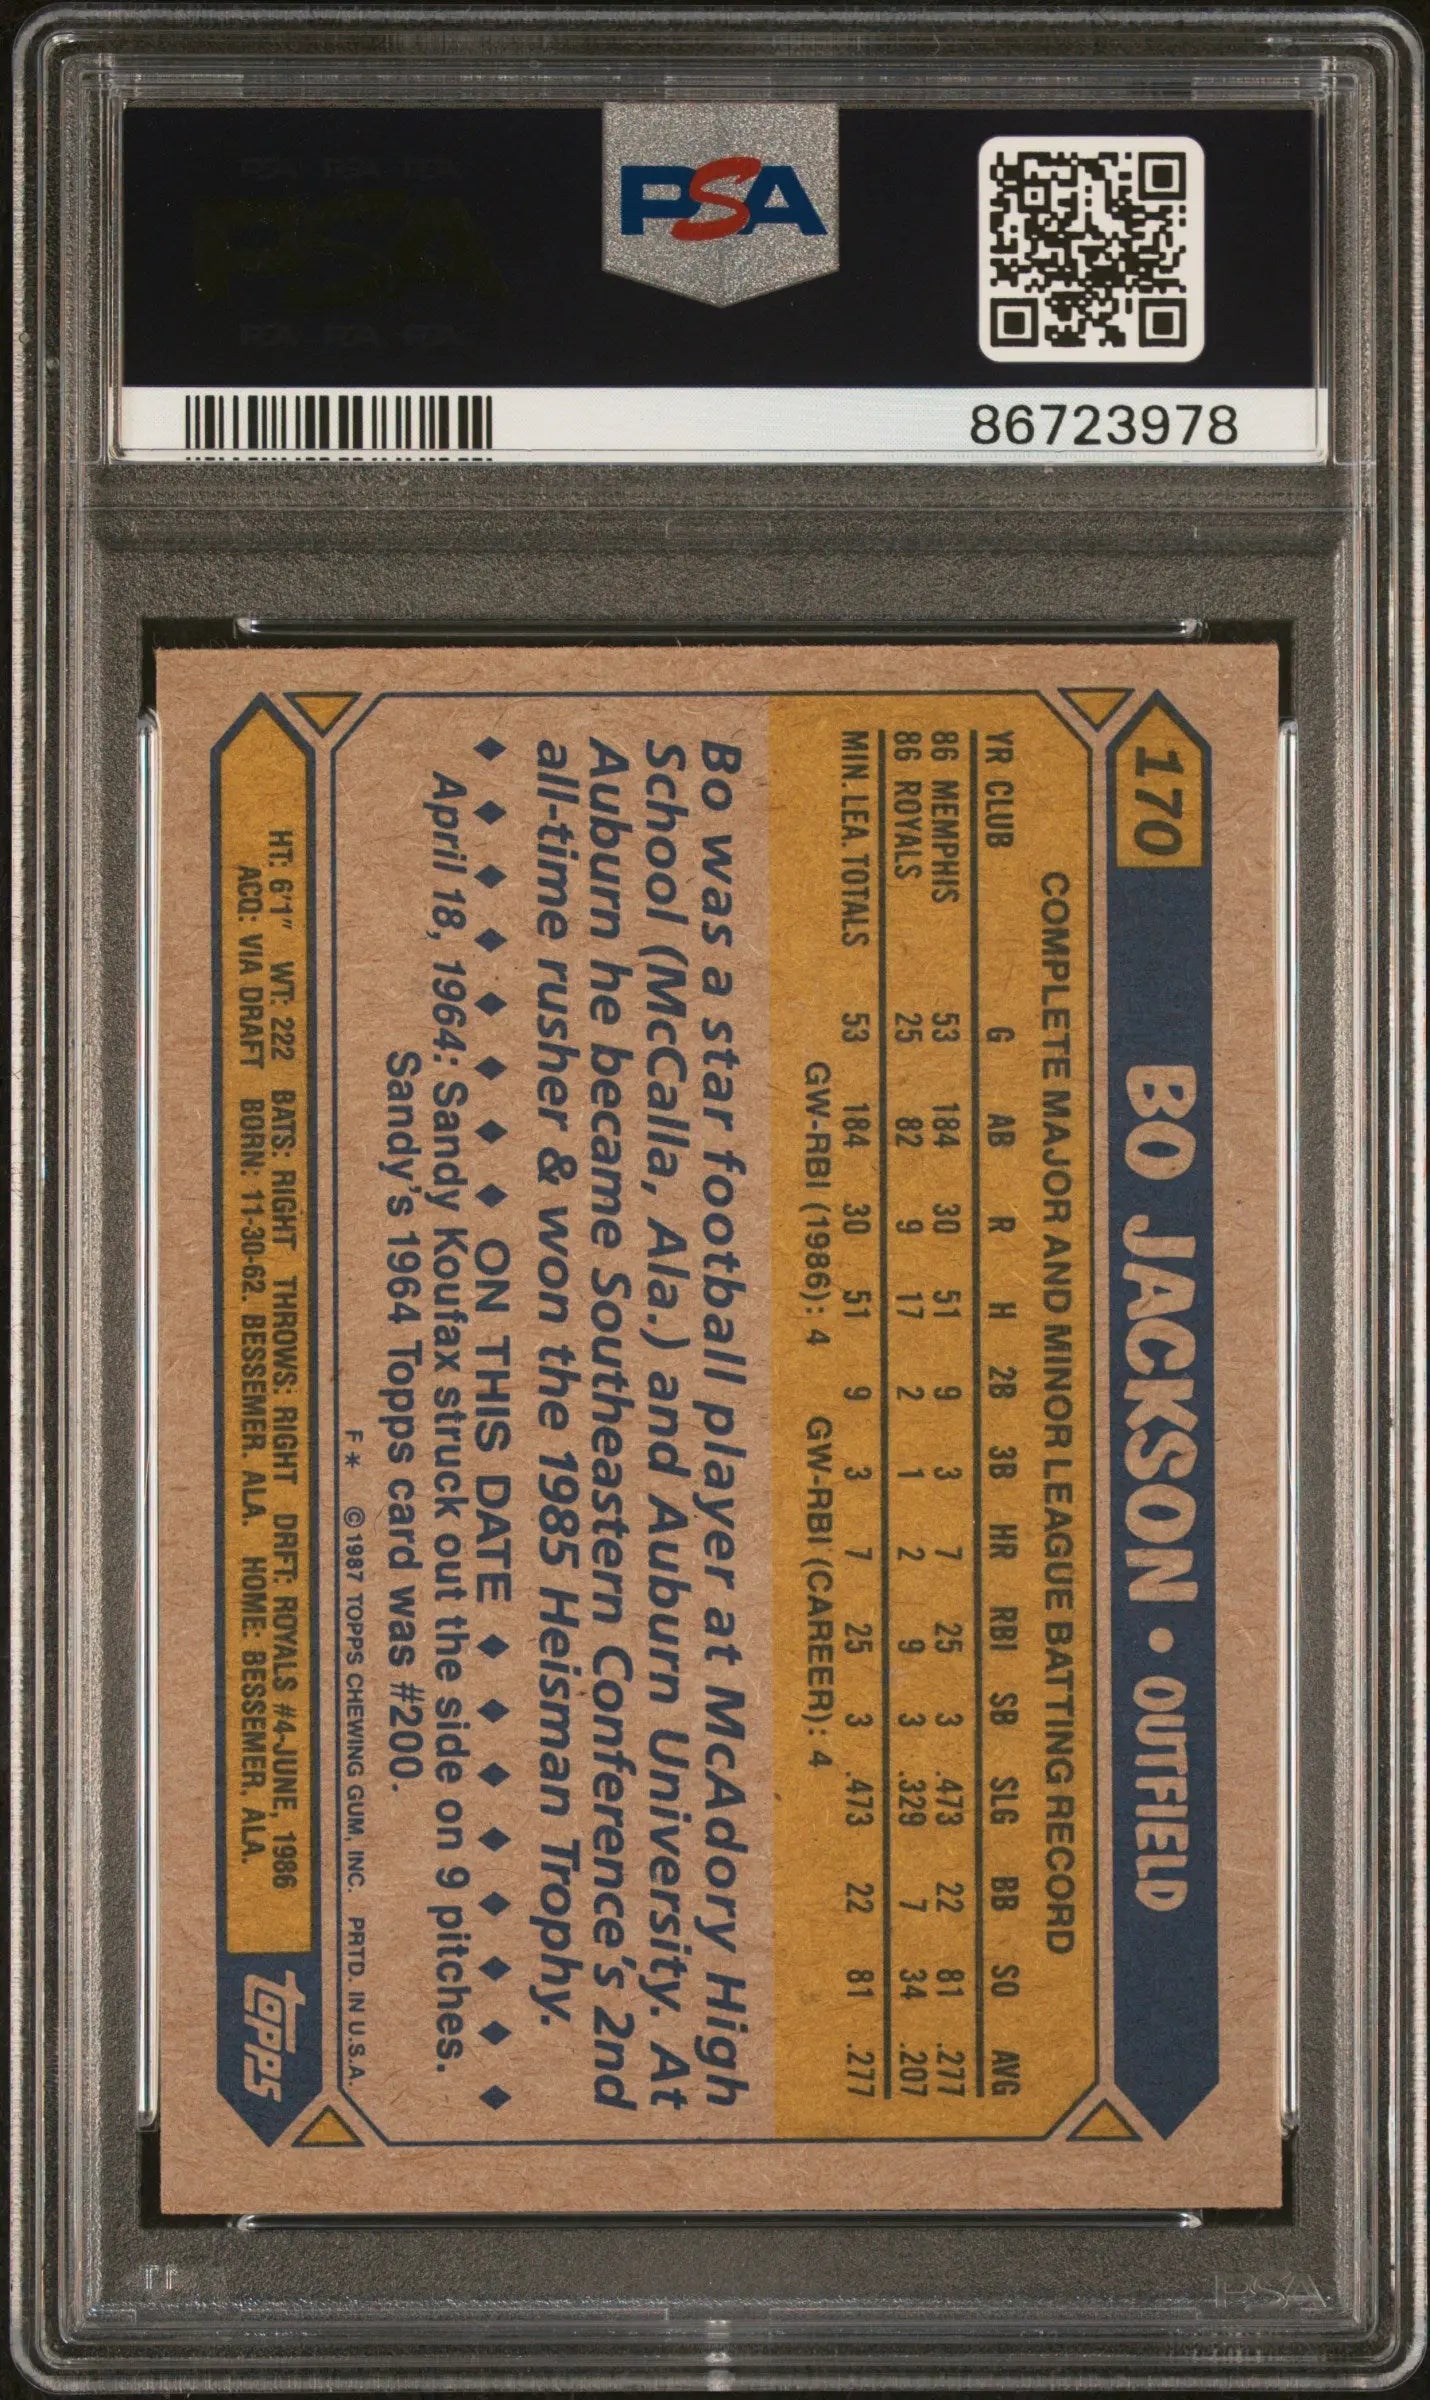 PSA
86723978
170 BO JACKSON • OUTFIELD
COMPLETE MAJOR AND MINOR LEAGUE BATTING RECORD
YR CLUB G AB R H 2B 3B HR RBI SB SLG BB SO AVG
86 MEMPHIS 53 184 30 51 9 3 7 25 3 .473 22 81 .277
86 ROYALS 25 82 9 17 2 1 2 9 3 .329 7 34 .207
MIN. LEA. TOTALS 53 184 30 51 9 3 7 25 3 .473 22 81 .277
GW-RBI (1986): 4 GW-RBI (CAREER): 4
Bo was a star football player at McAdory High
School (McCalla, Ala.) and Auburn University. At
Auburn he became Southeastern Conference's 2nd
all-time rusher & won the 1985 Heisman Trophy.
♦ ♦ ♦ ♦ ♦ ♦ ♦ ♦ ON THIS DATE ♦ ♦ ♦ ♦ ♦ ♦ ♦ ♦
April 18, 1964: Sandy Koufax struck out the side on 9 pitches.
Sandy's 1964 Topps card was #200.
F* ©1987 TOPPS CHEWING GUM, INC. PRTD. IN U.S.A.
HT: 6'1" WT: 222 BATS: RIGHT THROWS: RIGHT DRFT: ROYALS #4-JUNE, 1986
ACQ: VIA DRAFT BORN: 11-30-62, BESSEMER, ALA. HOME: BESSEMER, ALA.
topps
PSA